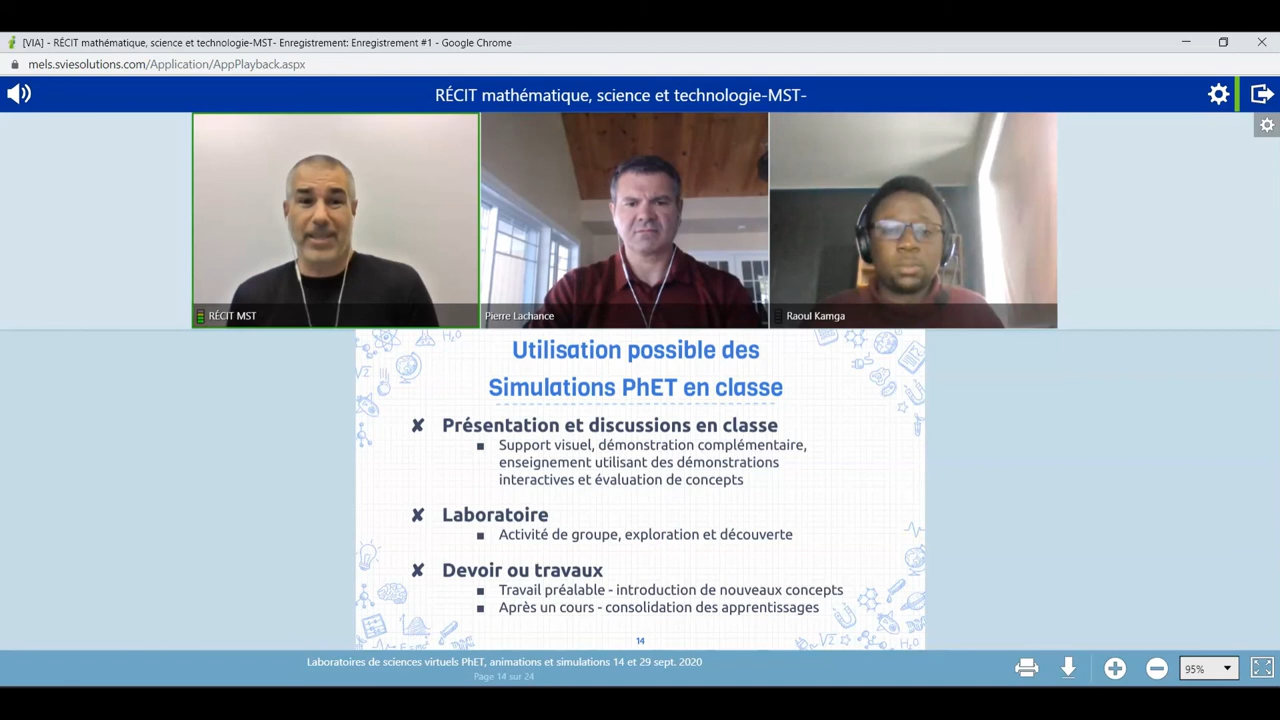 [VIA] - RÉCIT mathématique, science et technologie-MST- Enregistrement: Enregistrement #1 - Google Chrome
mels.sviesolutions.com/Application/AppPlayback.aspx
RÉCIT mathématique, science et technologie-MST-
RÉCIT MST
Pierre Lachance
Raoul Kamga
Utilisation possible des
Simulations PhET en classe
✘ Présentation et discussions en classe
■ Support visuel, démonstration complémentaire,
enseignement utilisant des démonstrations
interactives et évaluation de concepts
✘ Laboratoire
■ Activité de groupe, exploration et découverte
✘ Devoir ou travaux
■ Travail préalable - introduction de nouveaux concepts
■ Après un cours - consolidation des apprentissages
14
Laboratoires de sciences virtuels PhET, animations et simulations 14 et 29 sept. 2020
Page 14 sur 24
95%